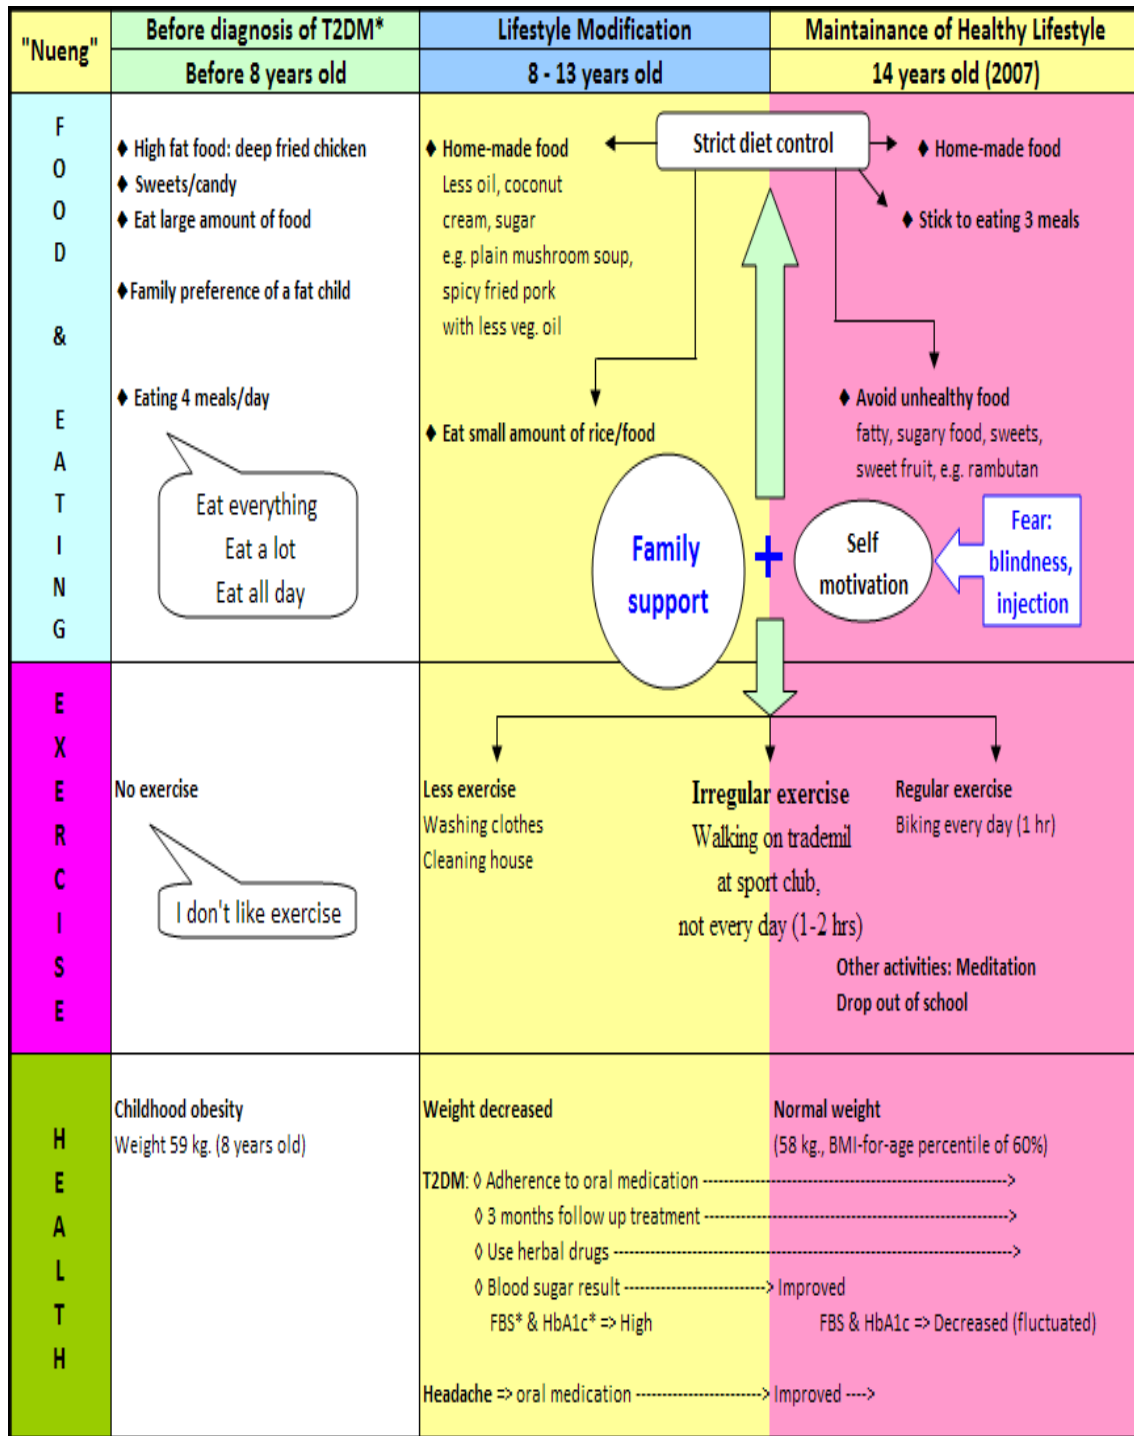 "Nueng"
Before diagnosis of T2DM*
Lifestyle Modification
Maintainance of Healthy Lifestyle
Before 8 years old
8 - 13 years old
14 years old (2007)
FOOD & EATING
♦ High fat food: deep fried chicken
♦ Sweets/candy
♦ Eat large amount of food
♦Family preference of a fat child
♦ Eating 4 meals/day
Eat everything
Eat a lot
Eat all day
Strict diet control
♦ Home-made food
Less oil, coconut
cream, sugar
e.g. plain mushroom soup,
spicy fried pork
with less veg. oil
♦ Eat small amount of rice/food
♦ Home-made food
♦ Stick to eating 3 meals
♦ Avoid unhealthy food
fatty, sugary food, sweets,
sweet fruit, e.g. rambutan
Family
support
+
Self
motivation
Fear:
blindness,
injection
EXERCISE
No exercise
I don't like exercise
Less exercise
Washing clothes
Cleaning house
Irregular exercise
Walking on trademil
at sport club,
not every day (1-2 hrs)
Regular exercise
Biking every day (1 hr)
Other activities: Meditation
Drop out of school
HEALTH
Childhood obesity
Weight 59 kg. (8 years old)
Weight decreased
Normal weight
(58 kg., BMI-for-age percentile of 60%)
T2DM: ◊ Adherence to oral medication ---------->
◊ 3 months follow up treatment ---------->
◊ Use herbal drugs ---------->
◊ Blood sugar result ----------> Improved
FBS* & HbA1c* => High
FBS & HbA1c => Decreased (fluctuated)
Headache => oral medication ----------> Improved ---->